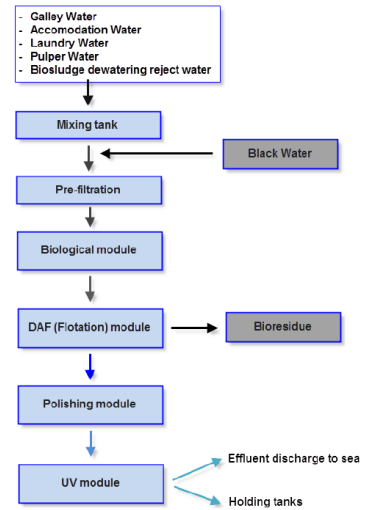 - Galley Water
- Accomodation Water
- Laundry Water
- Pulper Water
- Biosludge dewatering reject water
Mixing tank
Black Water
Pre-filtration
Biological module
DAF (Flotation) module
Bioresidue
Polishing module
Effluent discharge to sea
UV module
Holding tanks